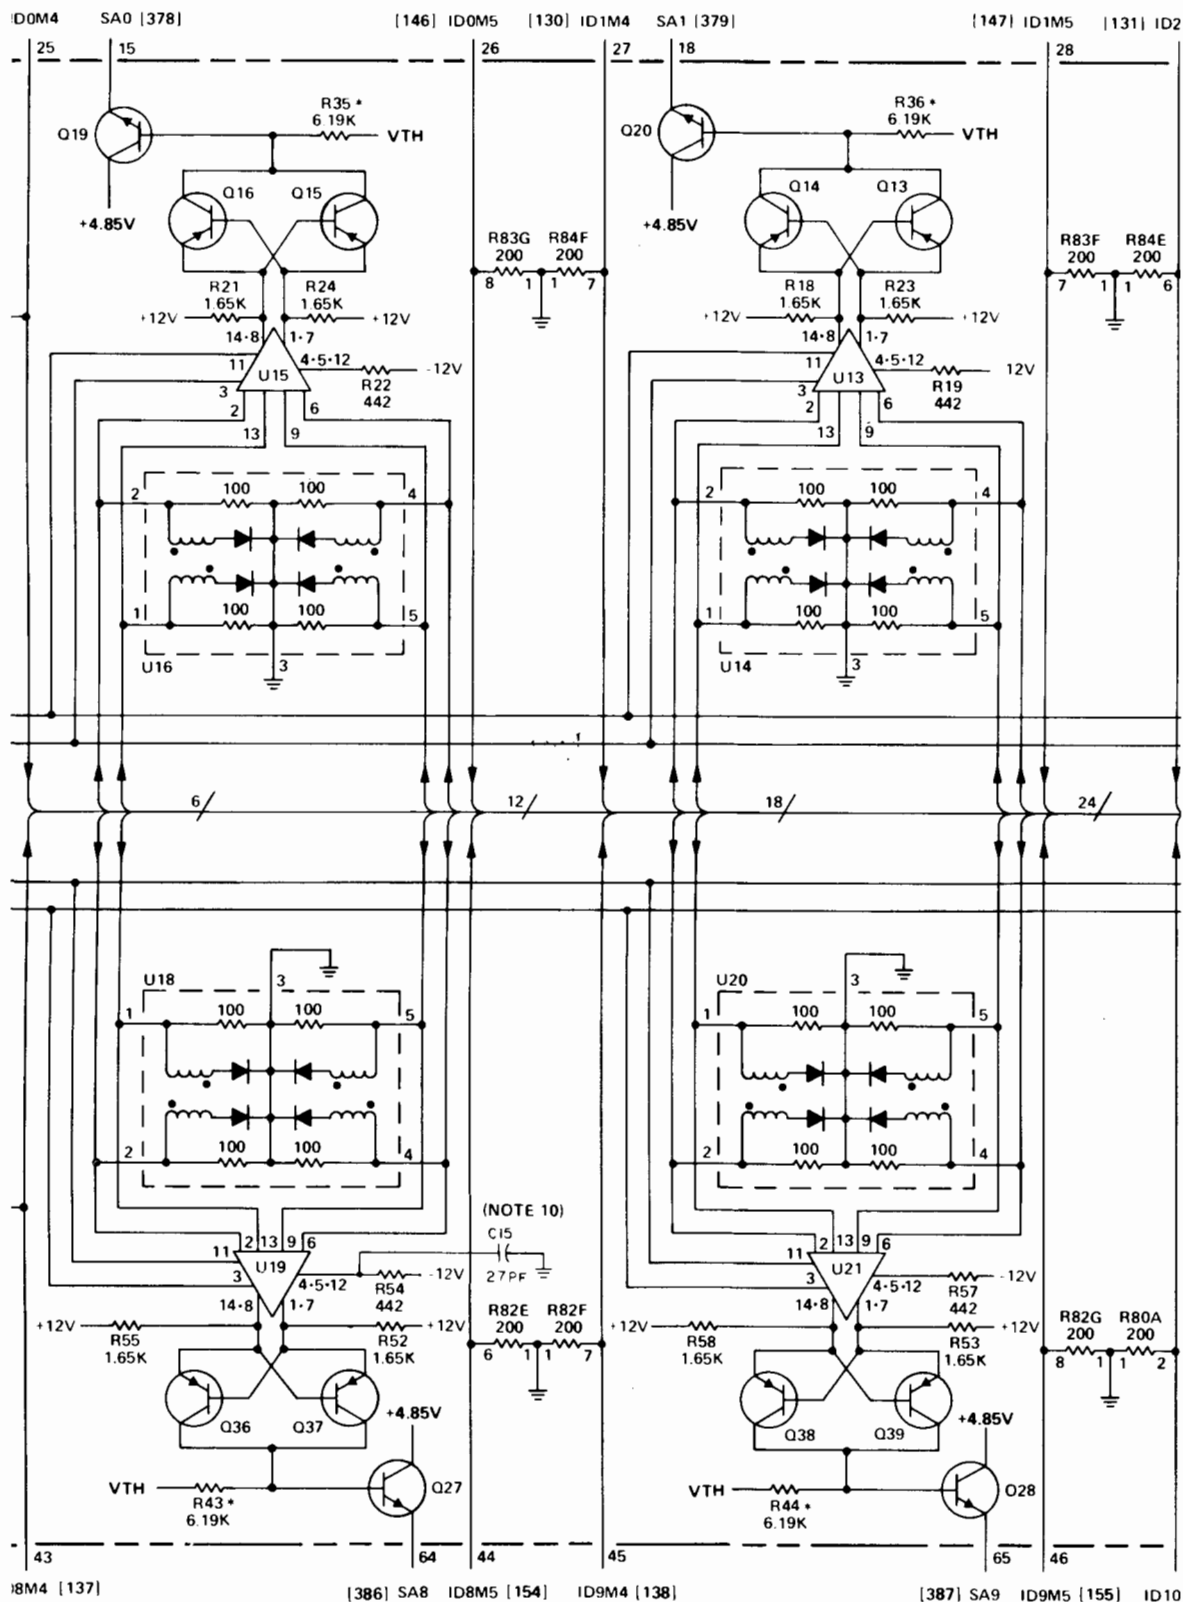 ID0M4 SA0 [378] [146] ID0M5 [130] ID1M4 SA1 [379] [147] ID1M5 [131] ID2
25 15 26 27 18 28
R35 * R36 *
6.19K 6.19K
Q19 VTH Q20 VTH
Q16 Q15 Q14 Q13
+4.85V +4.85V
R83G R84F R83F R84E
200 200 200 200
8 1 1 7 7 1 1 6
R21 R24 R18 R23
1.65K 1.65K 1.65K 1.65K
+12V +12V +12V +12V
14·8 1·7 14·8 1·7
11 4·5·12 -12V 11 4·5·12 12V
U15 U13
3 R22 3 R19
2 6 442 2 6 442
13 9 13 9
2 100 100 4 2 100 100 4
1 100 100 5 1 100 100 5
U16 3 U14 3
6 12 18 24
U18 3 U20 3
1 100 100 5 1 100 100 5
2 100 100 4 2 100 100 4
(NOTE 10)
C15
27PF
2 13 9 6 2 13 9 6
11 U19 11 U21
3 4·5·12 -12V 3 4·5·12 -12V
R54 R57
14·8 1·7 442 14·8 1·7 442
R82E R82F R82G R80A
200 200 200 200
+12V +12V +12V +12V
R55 R52 R58 R53
1.65K 1.65K 1.65K 1.65K
6 1 1 7 8 1 1 2
Q36 Q37 +4.85V Q38 Q39 +4.85V
VTH Q27 VTH Q28
R43 * R44 *
6.19K 6.19K
43 64 44 45 65 46
D8M4 [137] [386] SA8 ID8M5 [154] ID9M4 [138] [387] SA9 ID9M5 [155] ID10